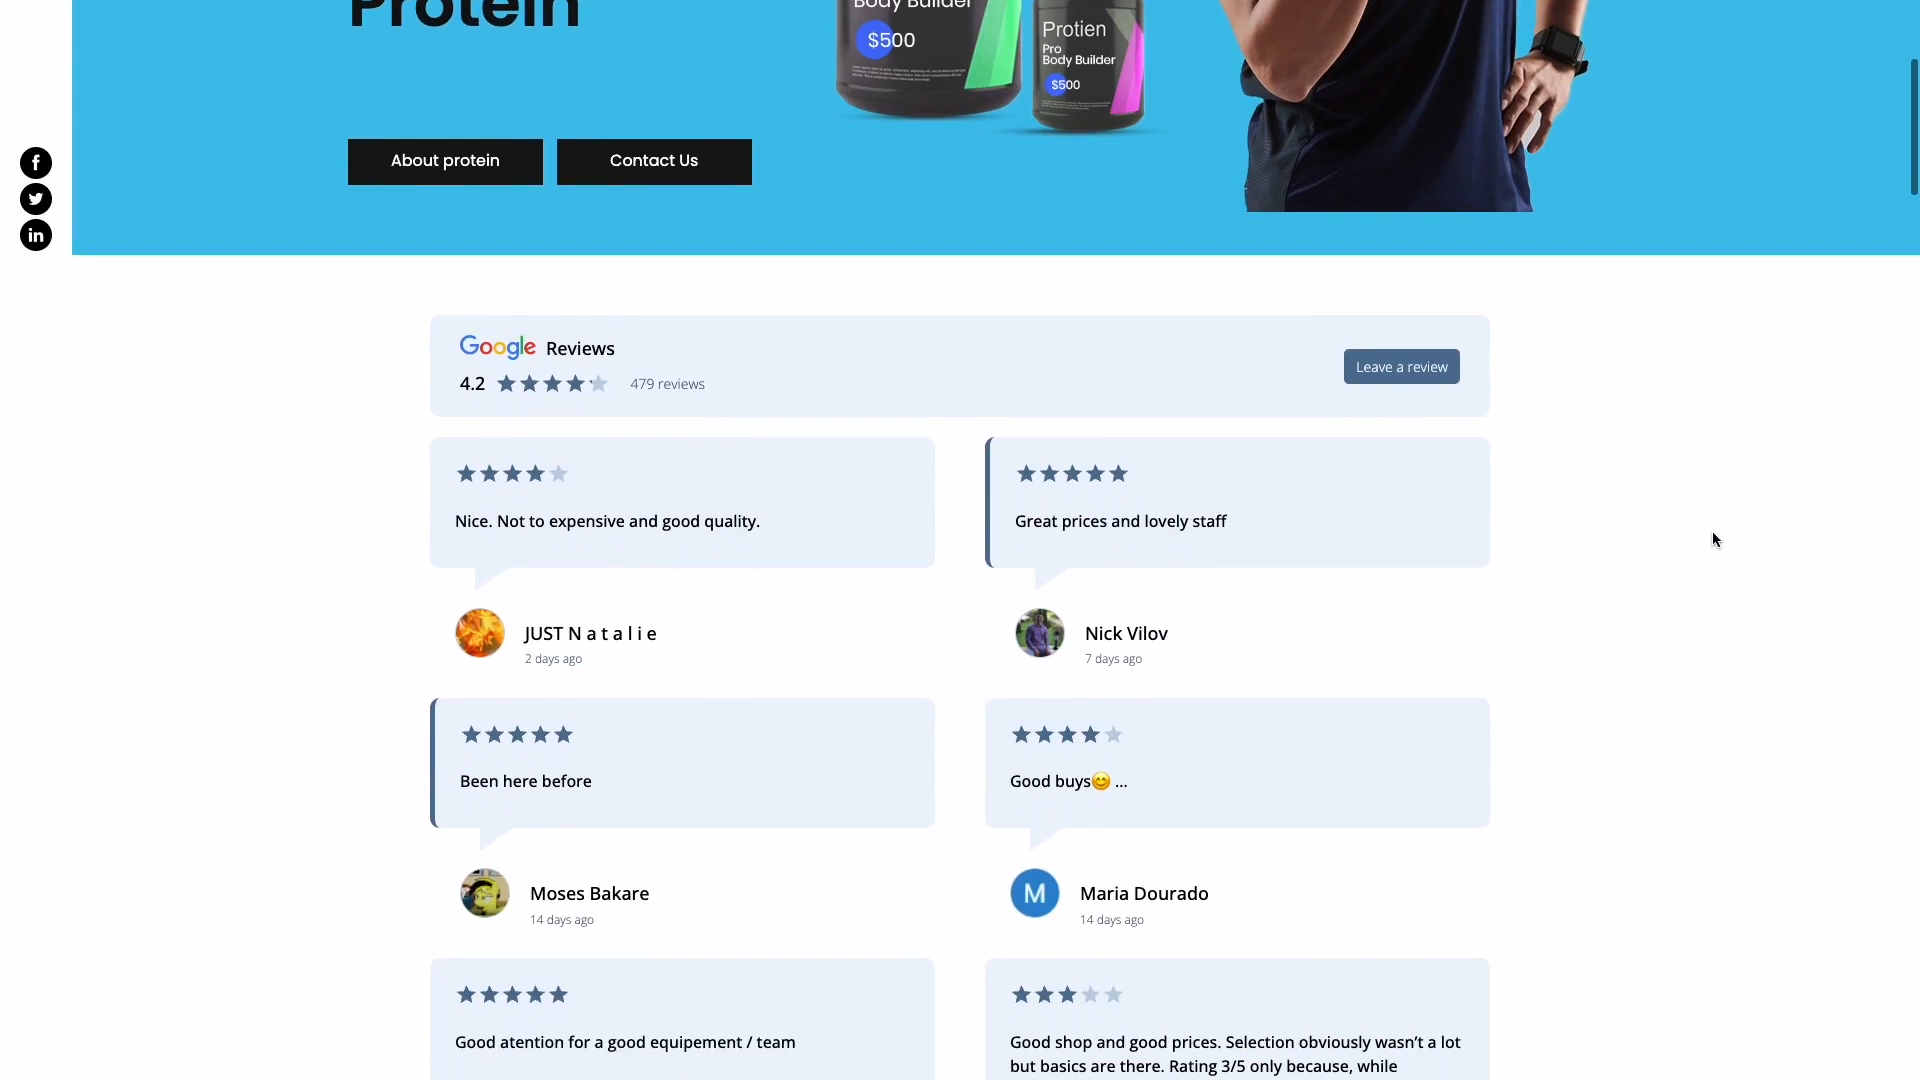 Protein
Body Builder
$500
Protien
Pro
Body Builder
$500
About protein
Contact Us
Google Reviews
4.2
479 reviews
Leave a review
Nice. Not to expensive and good quality.
Great prices and lovely staff
JUST N a t a l i e
2 days ago
Nick Vilov
7 days ago
Been here before
Good buys😊 ...
Moses Bakare
14 days ago
M
Maria Dourado
14 days ago
Good atention for a good equipement / team
Good shop and good prices. Selection obviously wasn’t a lot
but basics are there. Rating 3/5 only because, while